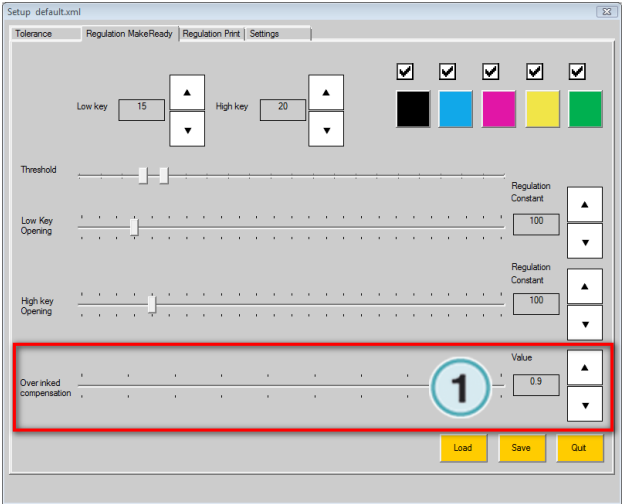 Setup default.xml
Tolerance Regulation MakeReady Regulation Print Settings
Low key 15 High key 20
Threshold
Regulation
Constant
Low Key
Opening
100
Regulation
Constant
High key
Opening
100
Value
Over inked
compensation
1
0.9
Load Save Quit